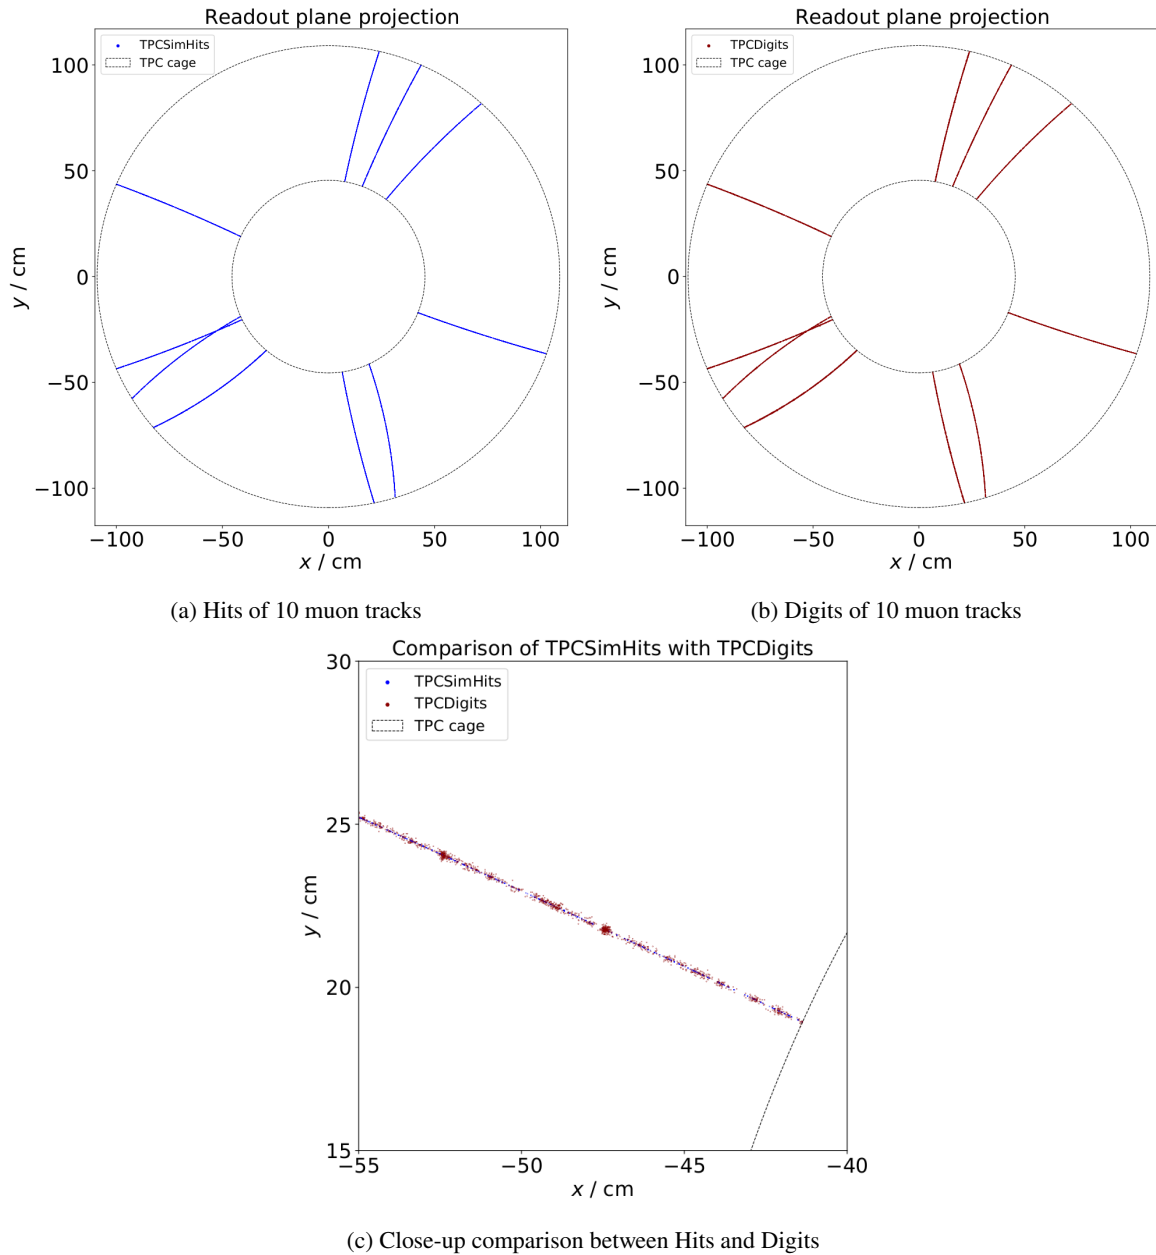 Readout plane projection
TPCSimHits
TPC cage
100
50
0
−50
−100
y / cm
−100 −50 0 50 100
x / cm
(a) Hits of 10 muon tracks
Readout plane projection
TPCDigits
TPC cage
100
50
0
−50
−100
y / cm
−100 −50 0 50 100
x / cm
(b) Digits of 10 muon tracks
Comparison of TPCSimHits with TPCDigits
TPCSimHits
TPCDigits
TPC cage
30
25
20
15
y / cm
−55 −50 −45 −40
x / cm
(c) Close-up comparison between Hits and Digits